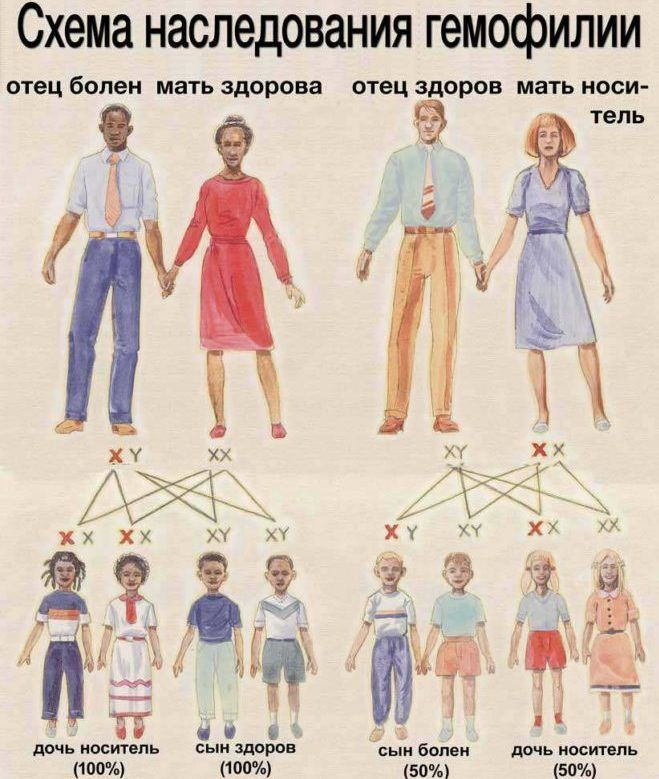 Схема наследования гемофилии
отец болен мать здорова
отец здоров мать носи-
тель
X Y XX
XY X X
X X X X XY XY
X Y XY X X XX
дочь носитель
(100%)
сын здоров
(100%)
сын болен
(50%)
дочь носитель
(50%)